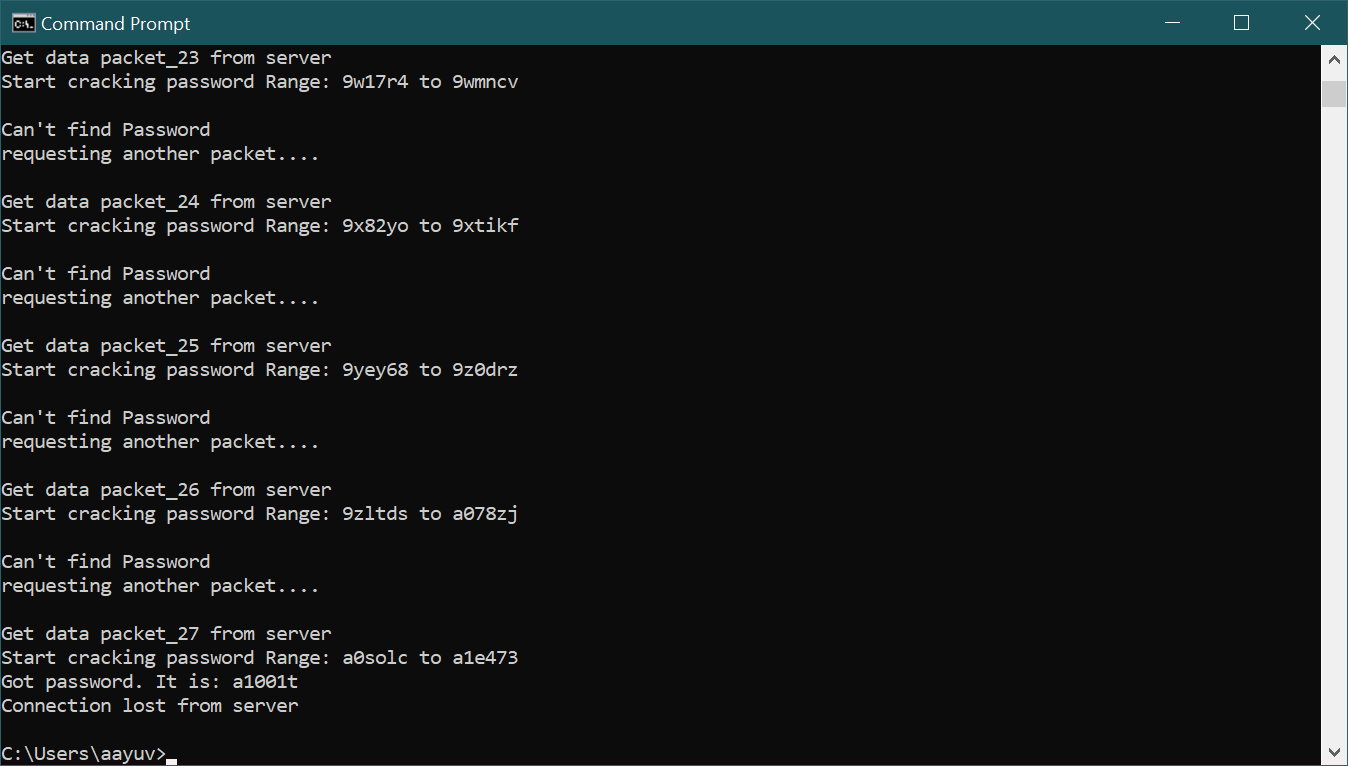 Command Prompt
Get data packet_23 from server
Start cracking password Range: 9w17r4 to 9wmncv
Can't find Password
requesting another packet....
Get data packet_24 from server
Start cracking password Range: 9x82yo to 9xtikf
Can't find Password
requesting another packet....
Get data packet_25 from server
Start cracking password Range: 9yey68 to 9z0drz
Can't find Password
requesting another packet....
Get data packet_26 from server
Start cracking password Range: 9zltds to a078zj
Can't find Password
requesting another packet....
Get data packet_27 from server
Start cracking password Range: a0solc to a1e473
Got password. It is: a1001t
Connection lost from server
C:\Users\aayuv>